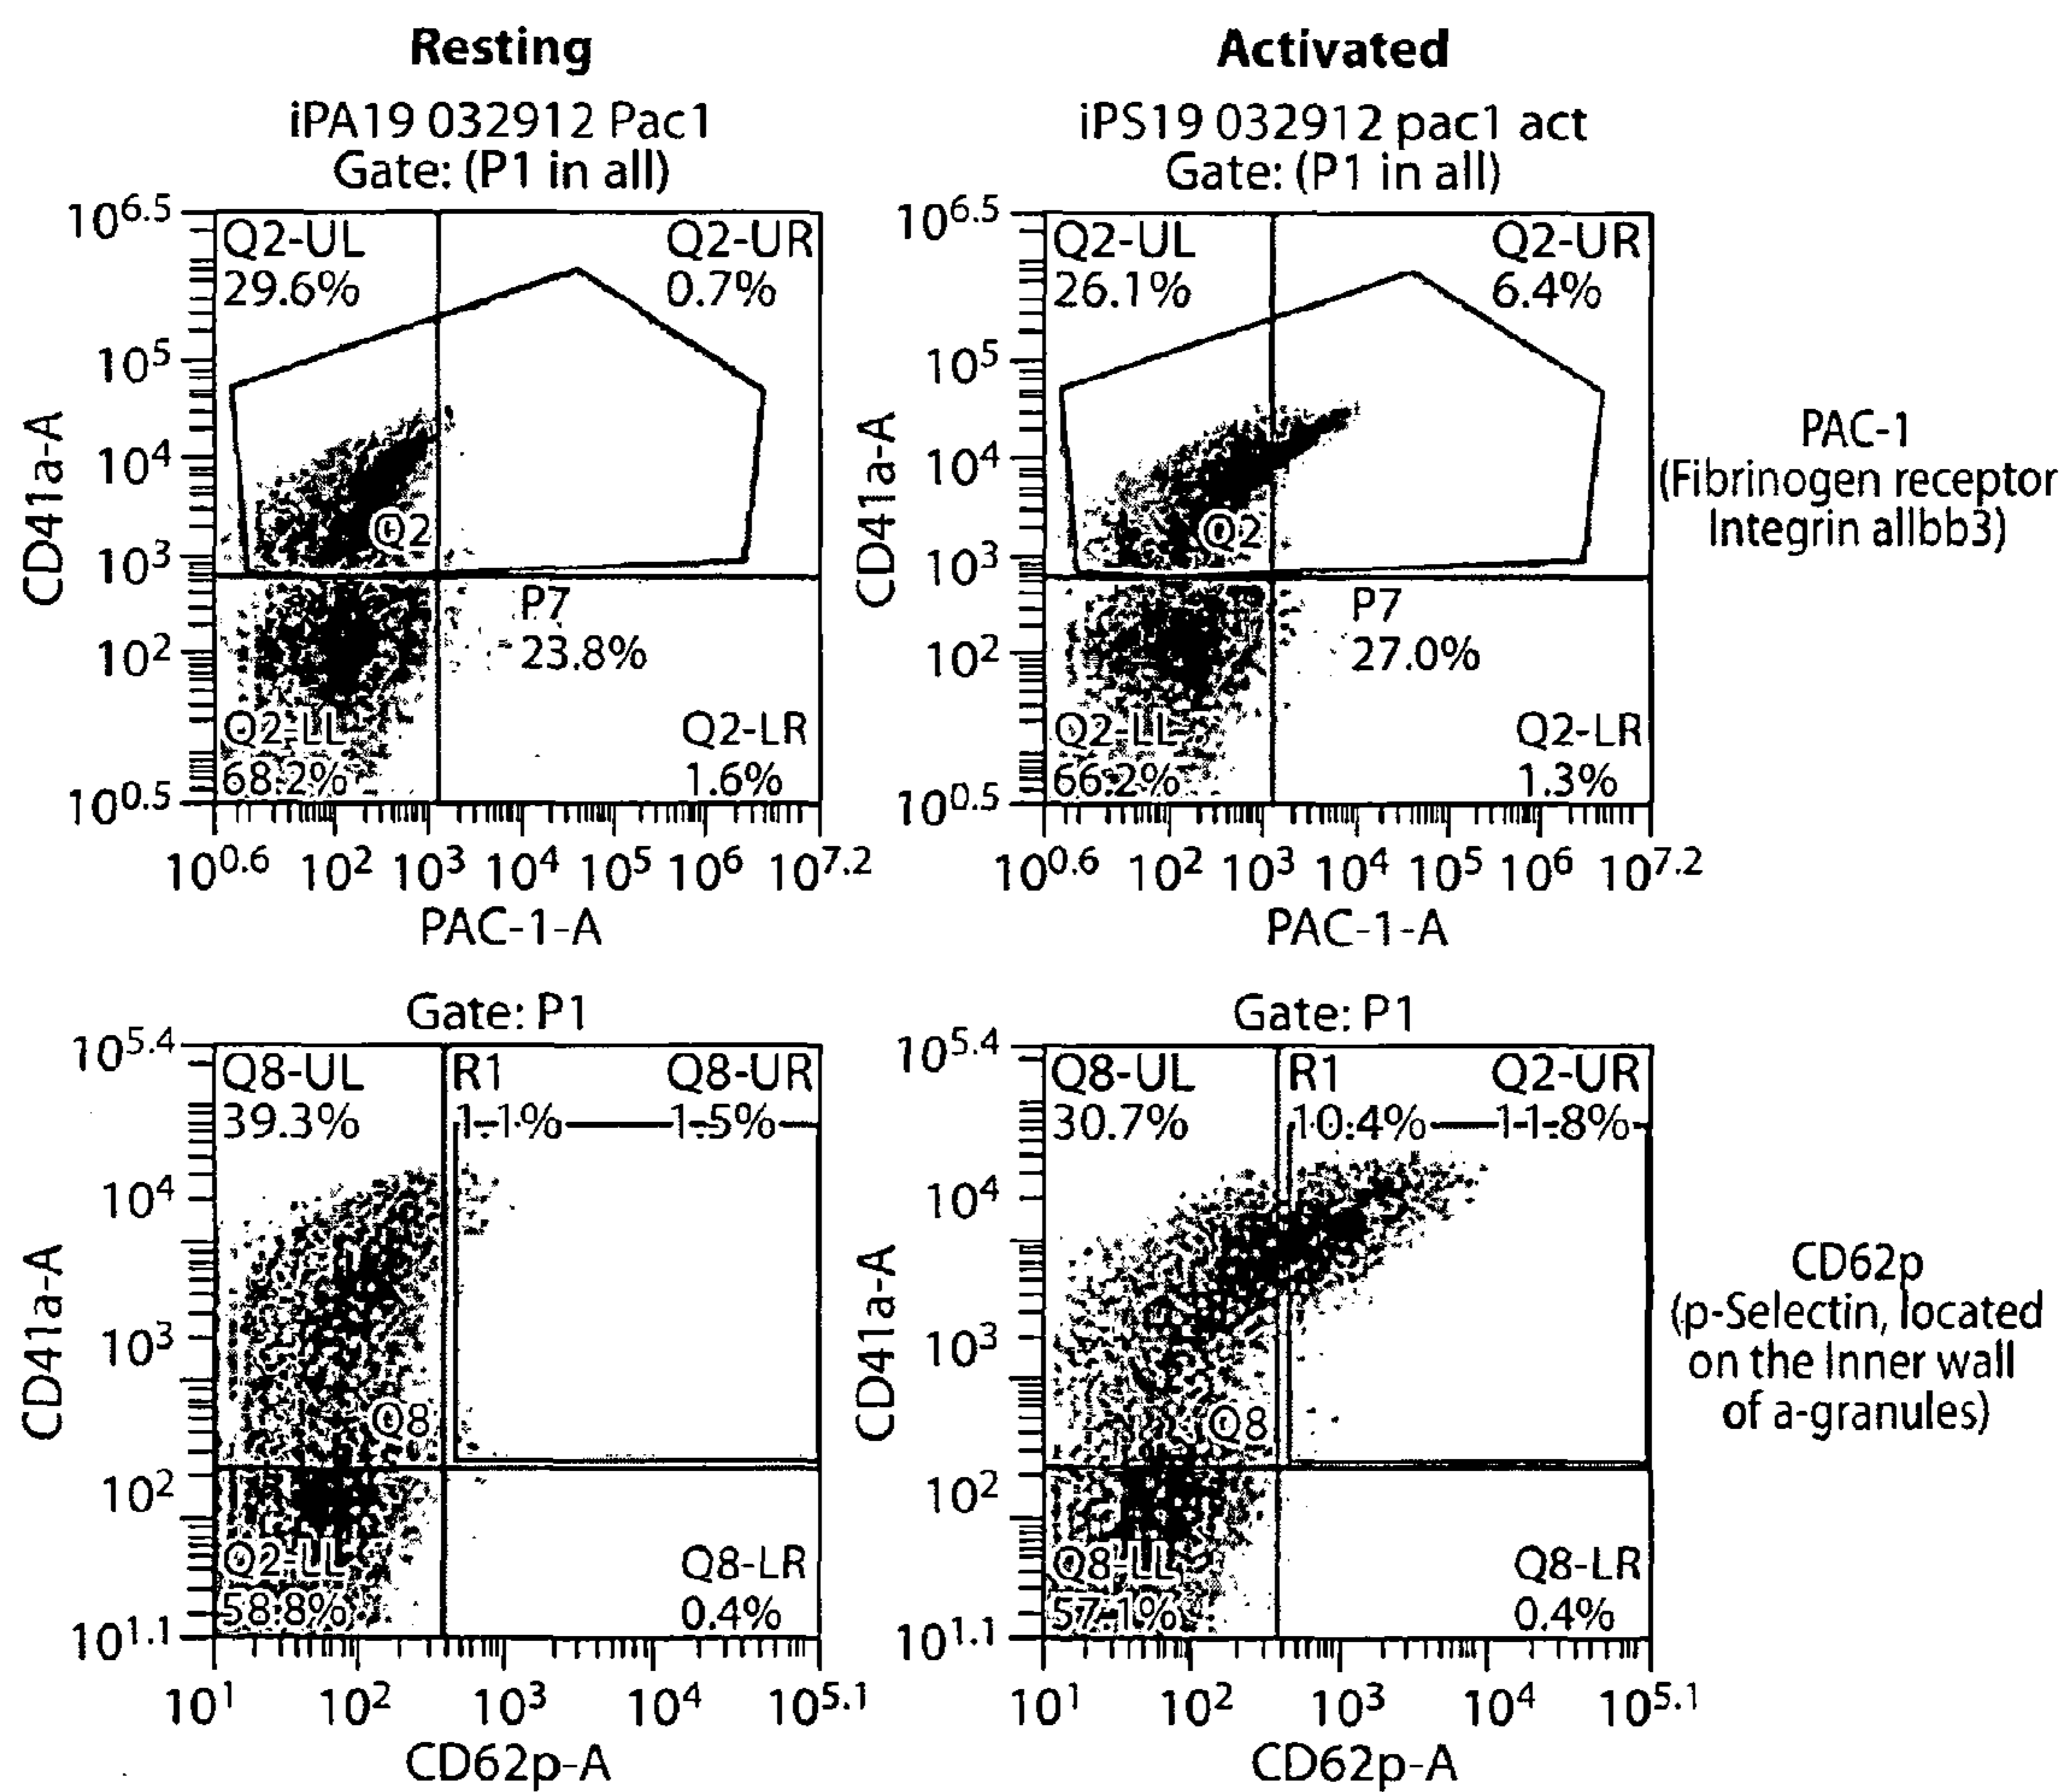 Resting
iPA19 032912 Pac1
Gate: (P1 in all)
10^6.5
Q2-UL
29.6%
Q2-UR
0.7%
10^5
10^4
10^3
10^2
10^0.5
CD41a-A
Q2
P7
23.8%
Q2-LL
68.2%
Q2-LR
1.6%
10^0.6 10^2 10^3 10^4 10^5 10^6 10^7.2
PAC-1-A
Activated
iPS19 032912 pac1 act
Gate: (P1 in all)
10^6.5
Q2-UL
26.1%
Q2-UR
6.4%
10^5
10^4
10^3
10^2
10^0.5
CD41a-A
Q2
P7
27.0%
Q2-LL
66.2%
Q2-LR
1.3%
10^0.6 10^2 10^3 10^4 10^5 10^6 10^7.2
PAC-1-A
PAC-1
(Fibrinogen receptor
Integrin allbb3)
Gate: P1
10^5.4
Q8-UL
39.3%
R1
1.1%
Q8-UR
1.5%
10^4
10^3
10^2
10^1.1
CD41a-A
Q8
Q2-LL
58.8%
Q8-LR
0.4%
10^1 10^2 10^3 10^4 10^5.1
CD62p-A
Gate: P1
10^5.4
Q8-UL
30.7%
R1
10.4%
Q2-UR
11.8%
10^4
10^3
10^2
10^1.1
CD41a-A
Q8
Q8-LL
57.1%
Q8-LR
0.4%
10^1 10^2 10^3 10^4 10^5.1
CD62p-A
CD62p
(p-Selectin, located
on the Inner wall
of a-granules)